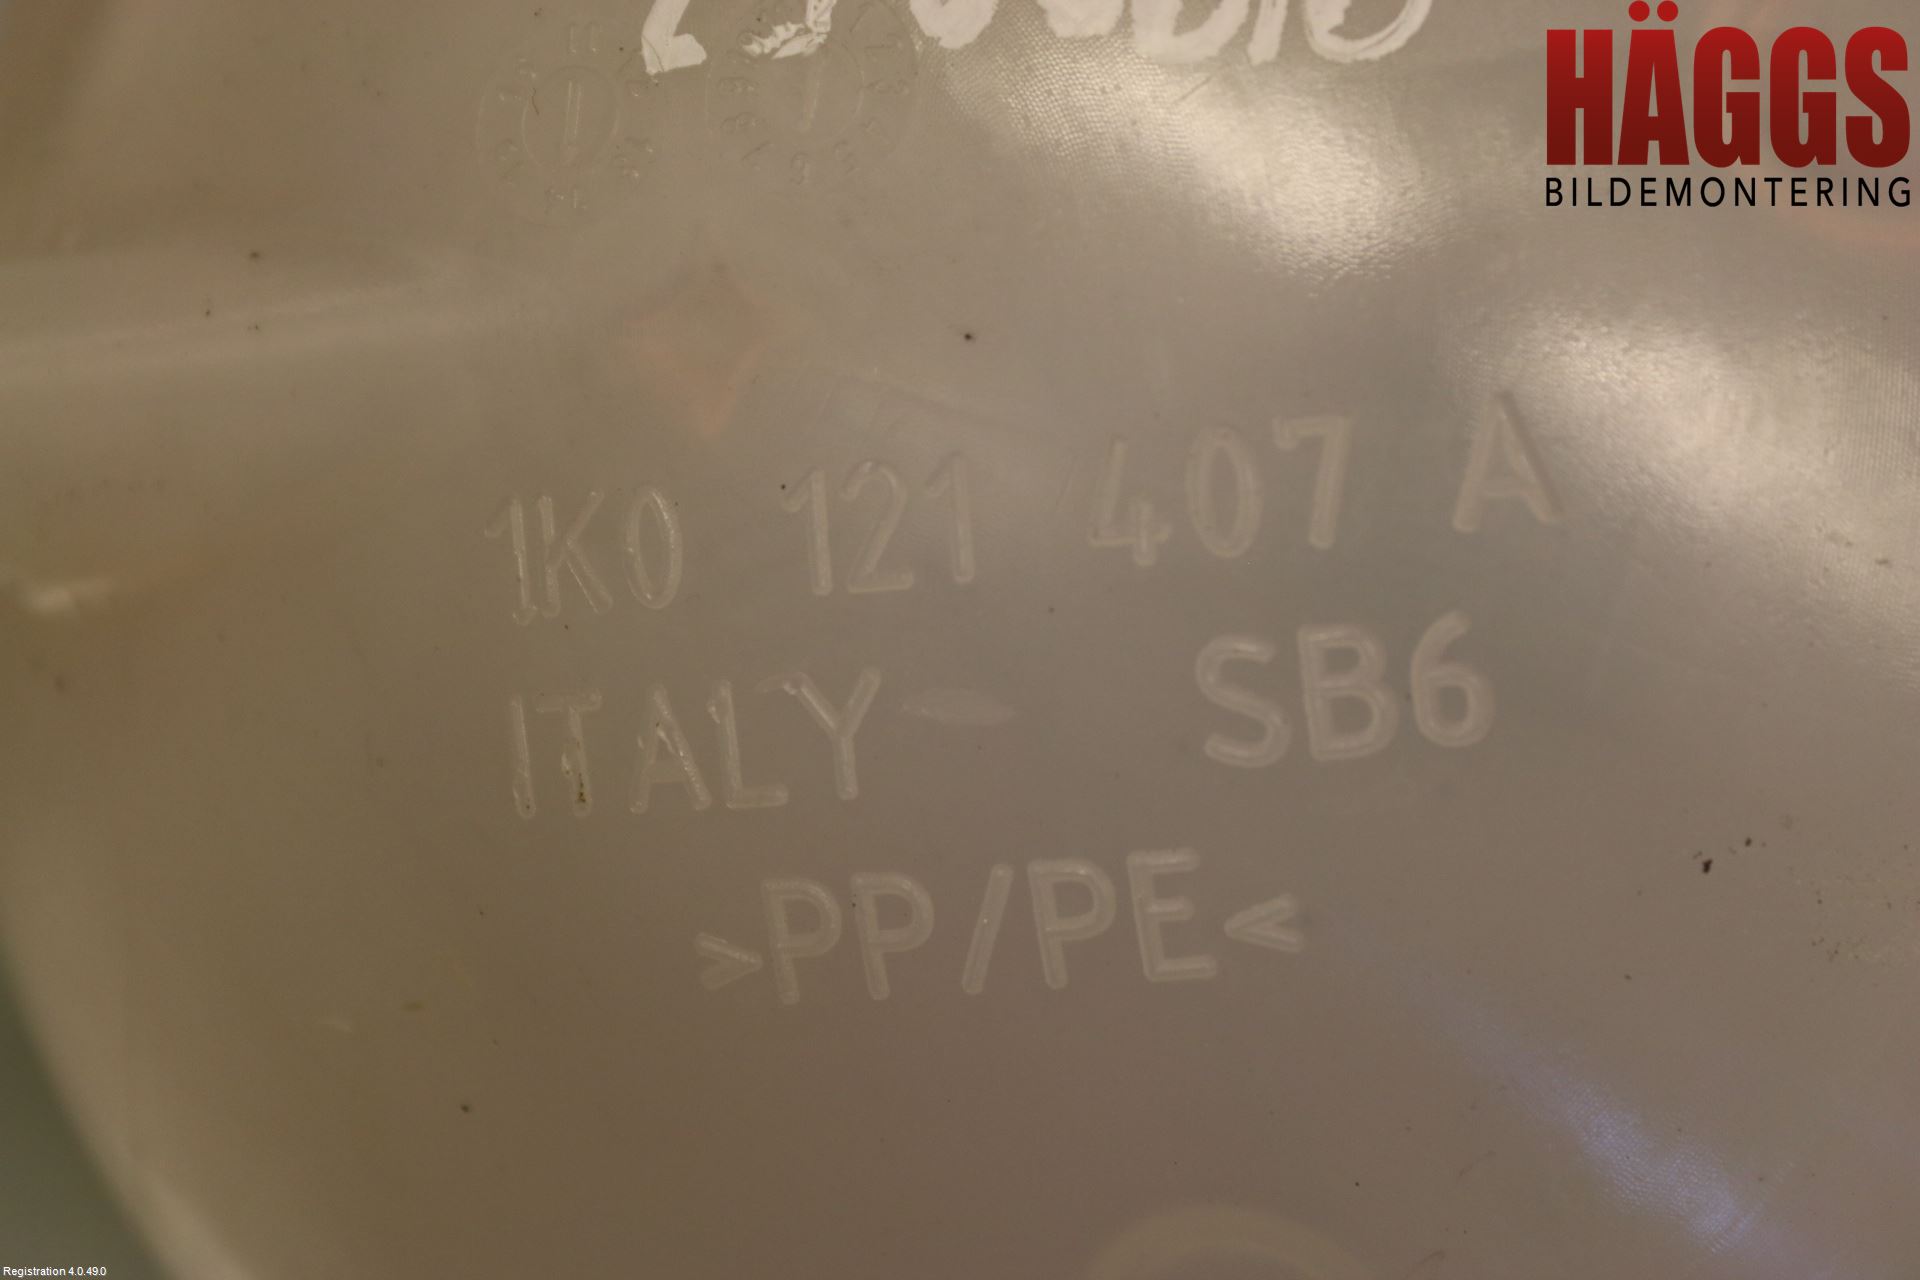 HÄGGS
BILDEMONTERING
1K0 121 407 A
ITALY SB6
>PP/PE<
Registration 4.0.49.0